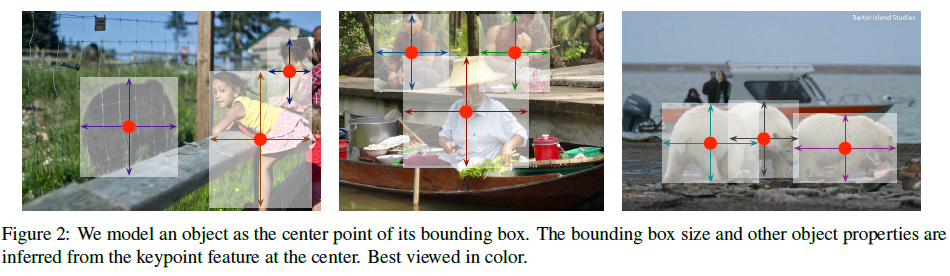 Barter Island Studies
Figure 2: We model an object as the center point of its bounding box. The bounding box size and other object properties are
inferred from the keypoint feature at the center. Best viewed in color.